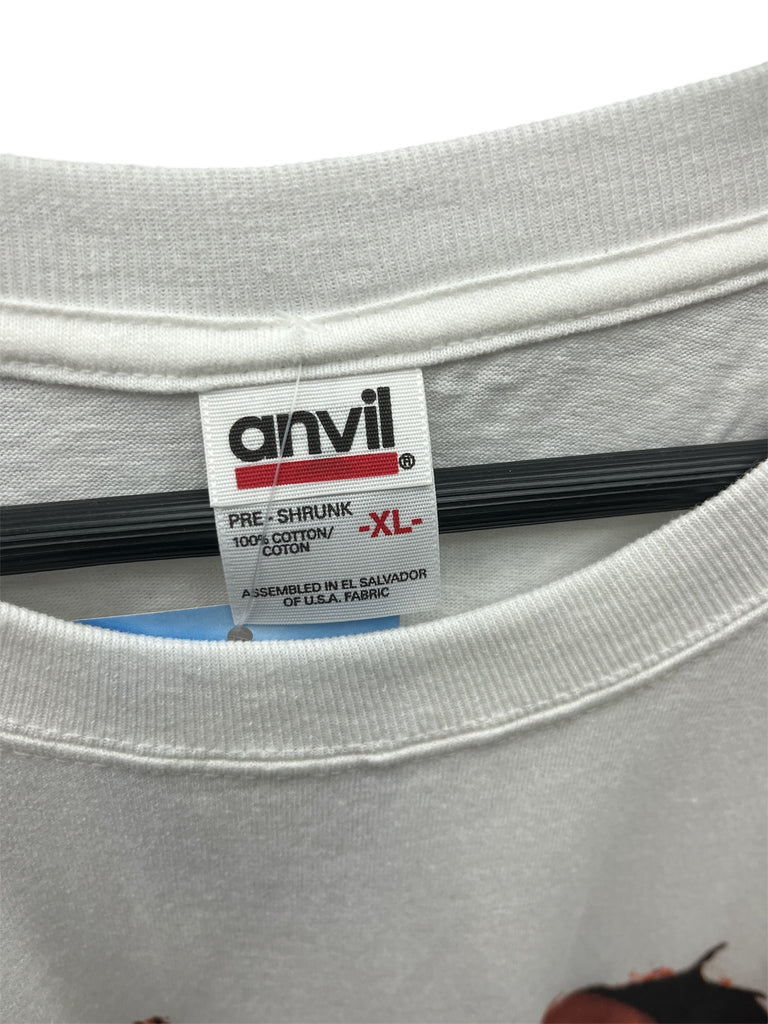 anvil®
PRE-SHRUNK
-XL-
100% COTTON/
COTON
ASSEMBLED IN EL SALVADOR
OF U.S.A. FABRIC